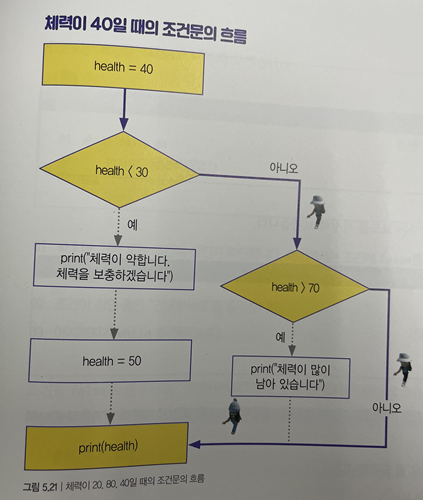 체력이 40일 때의 조건문의 흐름
health = 40
health < 30
아니오
예
print("체력이 약합니다.
체력을 보충하겠습니다")
health > 70
예
health = 50
print("체력이 많이
남아 있습니다")
아니오
print(health)
그림 5.21 | 체력이 20, 80, 40일 때의 조건문의 흐름